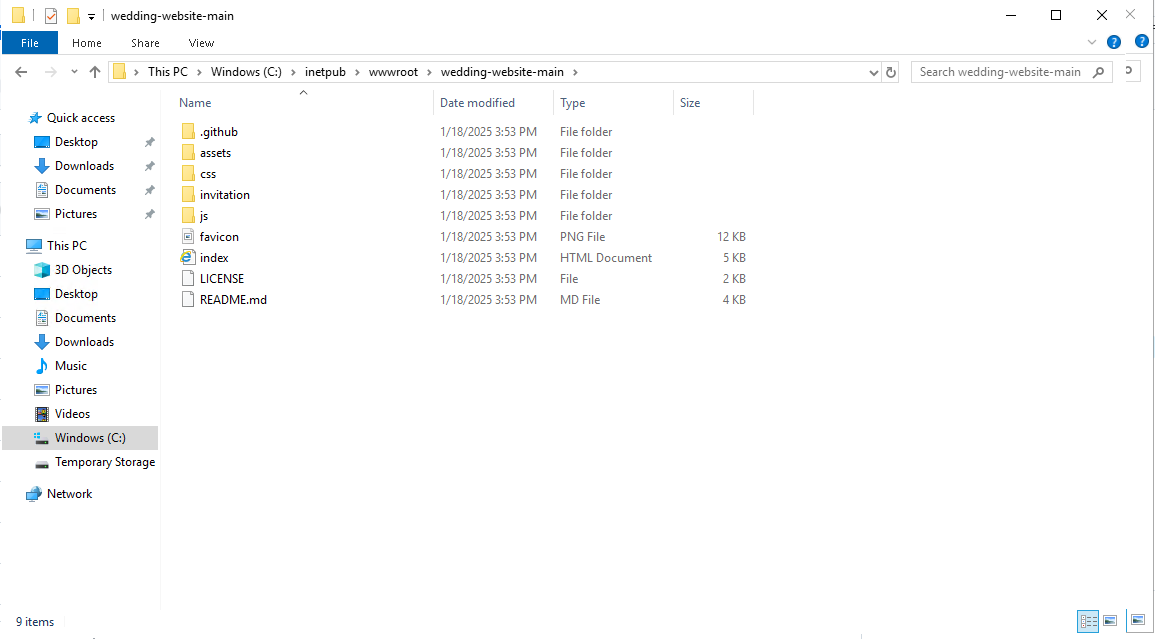 wedding-website-main
File Home Share View
This PC Windows (C:) inetpub wwwroot wedding-website-main Search wedding-website-main
Name Date modified Type Size
Quick access
Desktop
Downloads
Documents
Pictures
This PC
3D Objects
Desktop
Documents
Downloads
Music
Pictures
Videos
Windows (C:)
Temporary Storage
Network
.github 1/18/2025 3:53 PM File folder
assets 1/18/2025 3:53 PM File folder
css 1/18/2025 3:53 PM File folder
invitation 1/18/2025 3:53 PM File folder
js 1/18/2025 3:53 PM File folder
favicon 1/18/2025 3:53 PM PNG File 12 KB
index 1/18/2025 3:53 PM HTML Document 5 KB
LICENSE 1/18/2025 3:53 PM File 2 KB
README.md 1/18/2025 3:53 PM MD File 4 KB
9 items